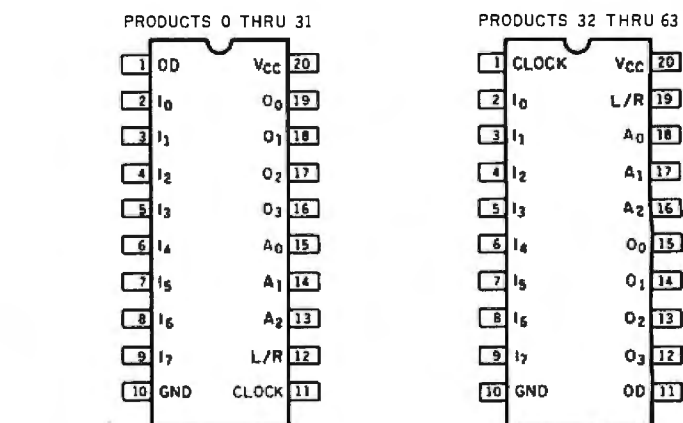 PRODUCTS 0 THRU 31
1 OD VCC 20
2 I0 O0 19
3 I1 O1 18
4 I2 O2 17
5 I3 O3 16
6 I4 A0 15
7 I5 A1 14
8 I6 A2 13
9 I7 L/R 12
10 GND CLOCK 11
PRODUCTS 32 THRU 63
1 CLOCK VCC 20
2 I0 L/R 19
3 I1 A0 18
4 I2 A1 17
5 I3 A2 16
6 I4 O0 15
7 I5 O1 14
8 I6 O2 13
9 I7 O3 12
10 GND OD 11